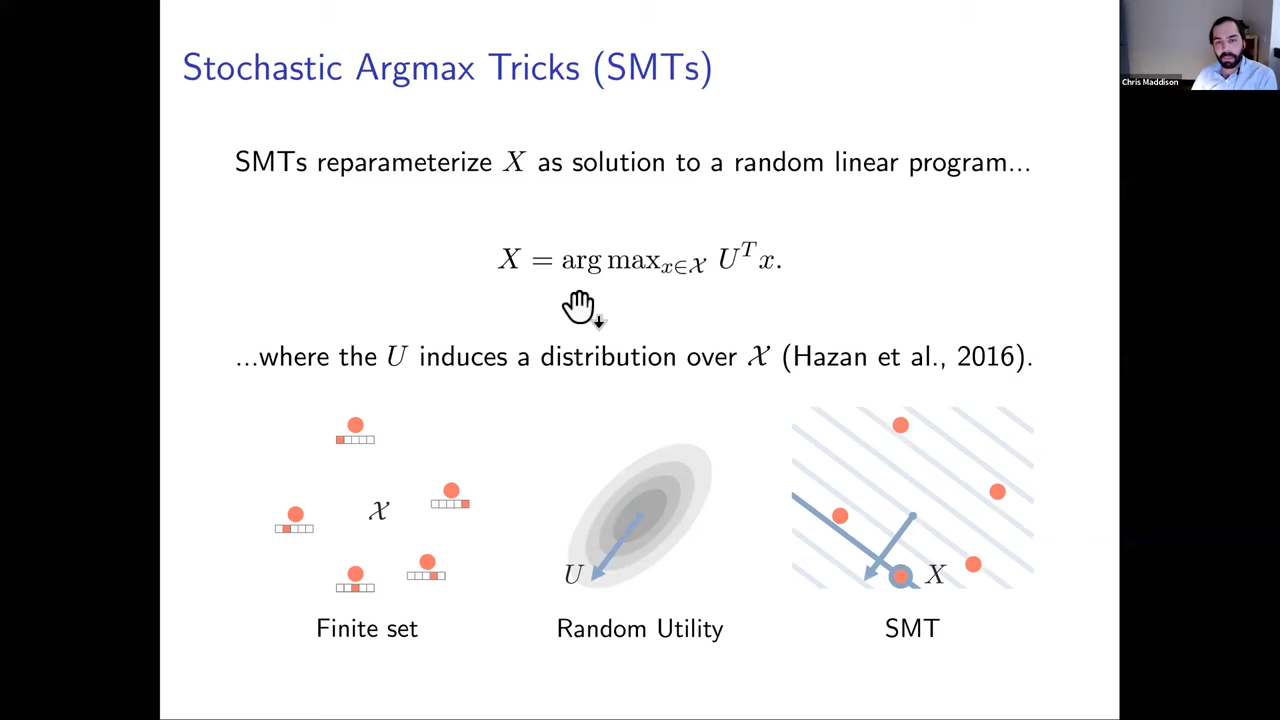 Stochastic Argmax Tricks (SMTs)
Chris Maddison
SMTs reparameterize X as solution to a random linear program...
X = arg max_{x∈𝒳} U^T x.
...where the U induces a distribution over 𝒳 (Hazan et al., 2016).
𝒳
U
X
Finite set
Random Utility
SMT